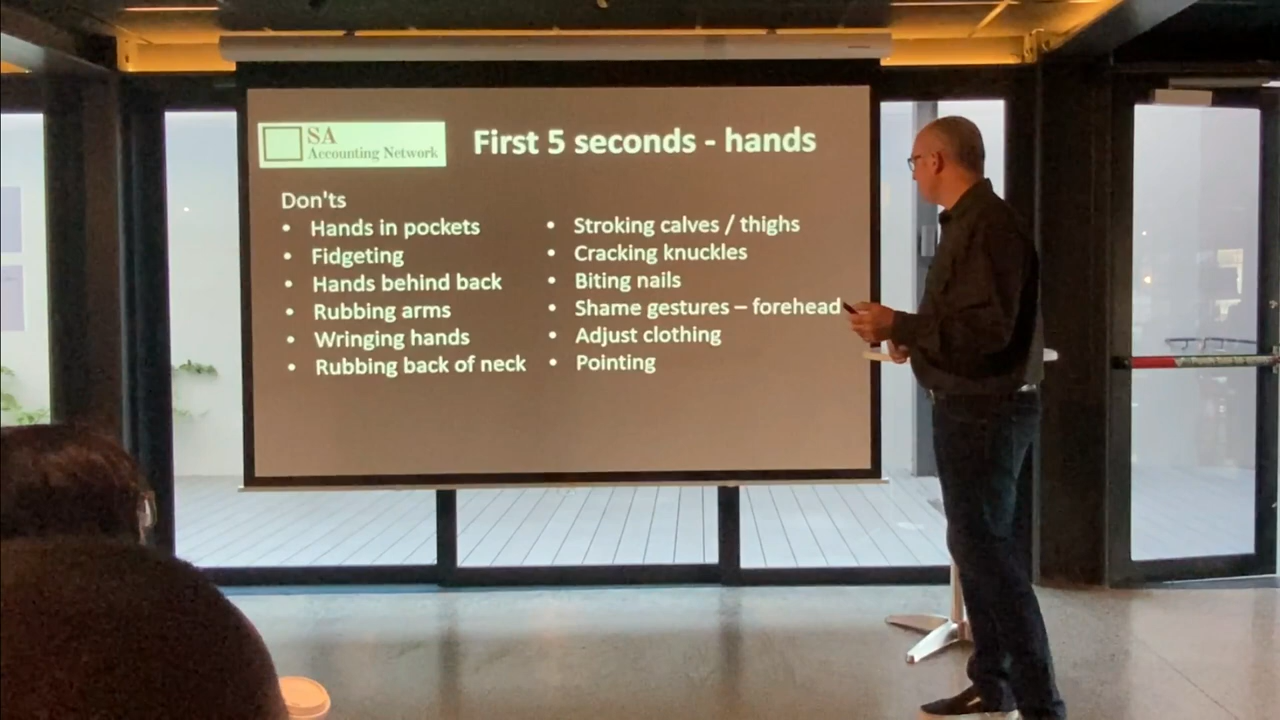 SA
Accounting Network
First 5 seconds - hands
Don'ts
• Hands in pockets
• Fidgeting
• Hands behind back
• Rubbing arms
• Wringing hands
• Rubbing back of neck
• Stroking calves / thighs
• Cracking knuckles
• Biting nails
• Shame gestures – forehead
• Adjust clothing
• Pointing